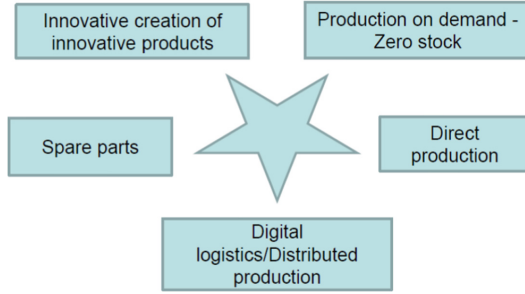 Innovative creation of
innovative products
Production on demand -
Zero stock
Spare parts
Direct
production
Digital
logistics/Distributed
production